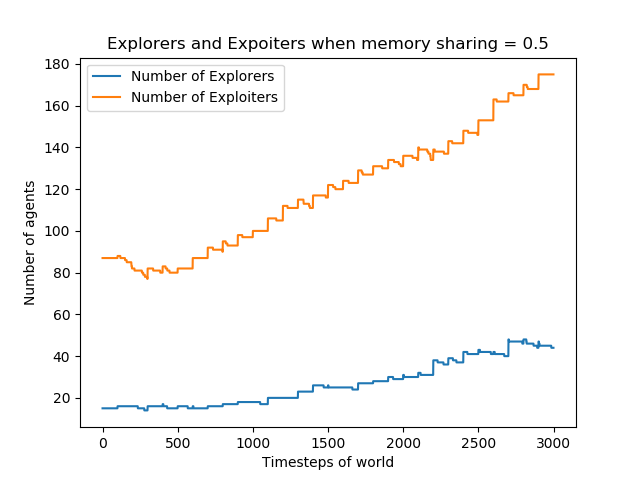 Explorers and Expoiters when memory sharing = 0.5
Number of Explorers
Number of Exploiters
180
160
140
120
100
80
60
40
20
Number of agents
0 500 1000 1500 2000 2500 3000
Timesteps of world